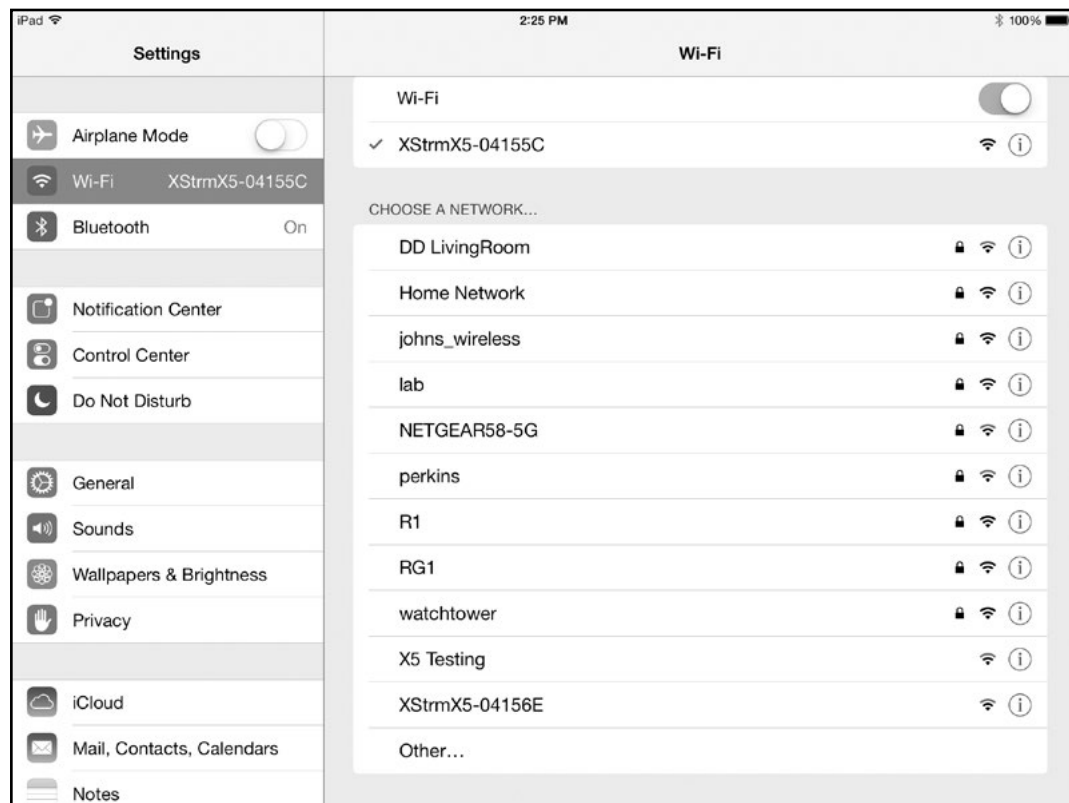 iPad
2:25 PM
100%
Settings
Wi-Fi
Airplane Mode
Wi-Fi XStrmX5-04155C
Bluetooth On
Notification Center
Control Center
Do Not Disturb
General
Sounds
Wallpapers & Brightness
Privacy
iCloud
Mail, Contacts, Calendars
Notes
Wi-Fi
XStrmX5-04155C
CHOOSE A NETWORK...
DD LivingRoom
Home Network
johns_wireless
lab
NETGEAR58-5G
perkins
R1
RG1
watchtower
X5 Testing
XStrmX5-04156E
Other...